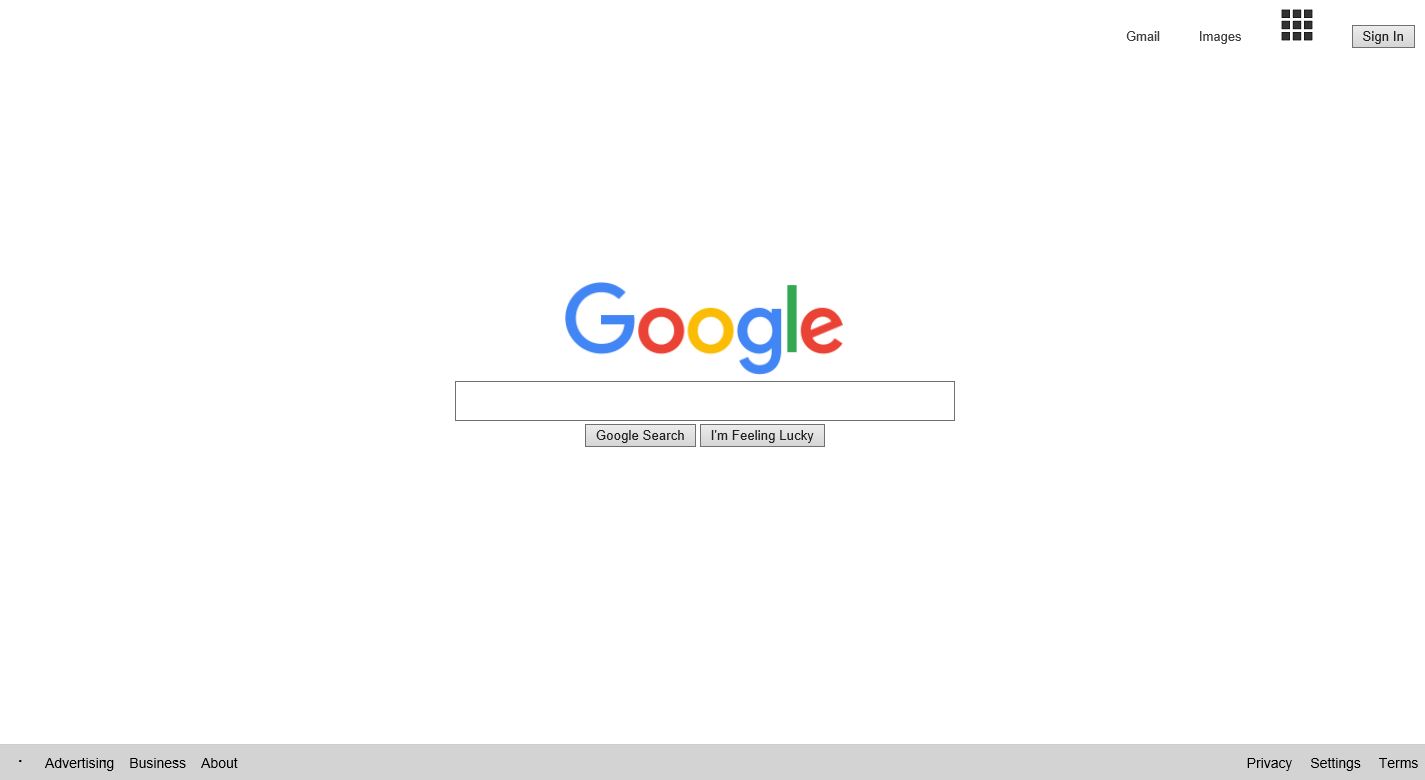 Gmail Images Sign In
Google
Google Search I'm Feeling Lucky
Advertising Business About Privacy Settings Terms